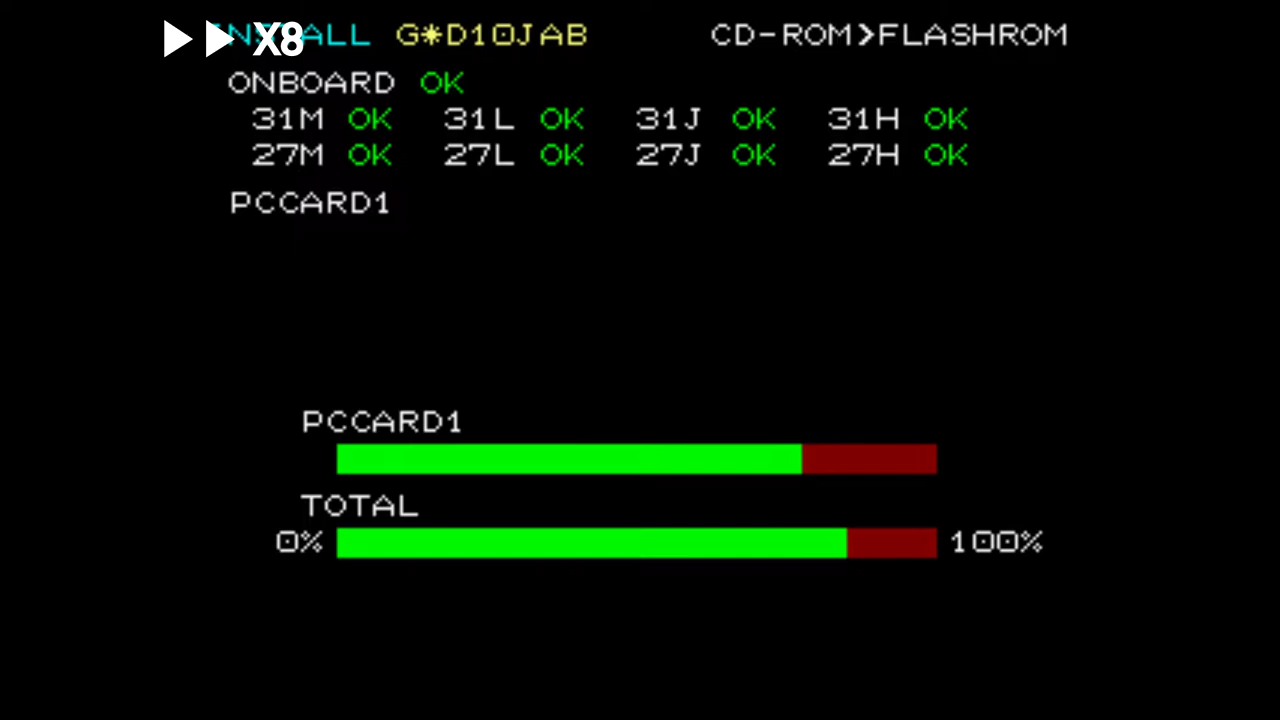 ▶▶ X8
INSTALL G*D10JAB CD-ROM>FLASHROM
ONBOARD OK
31M OK 31L OK 31J OK 31H OK
27M OK 27L OK 27J OK 27H OK
PCCARD1
PCCARD1
TOTAL
0% 100%